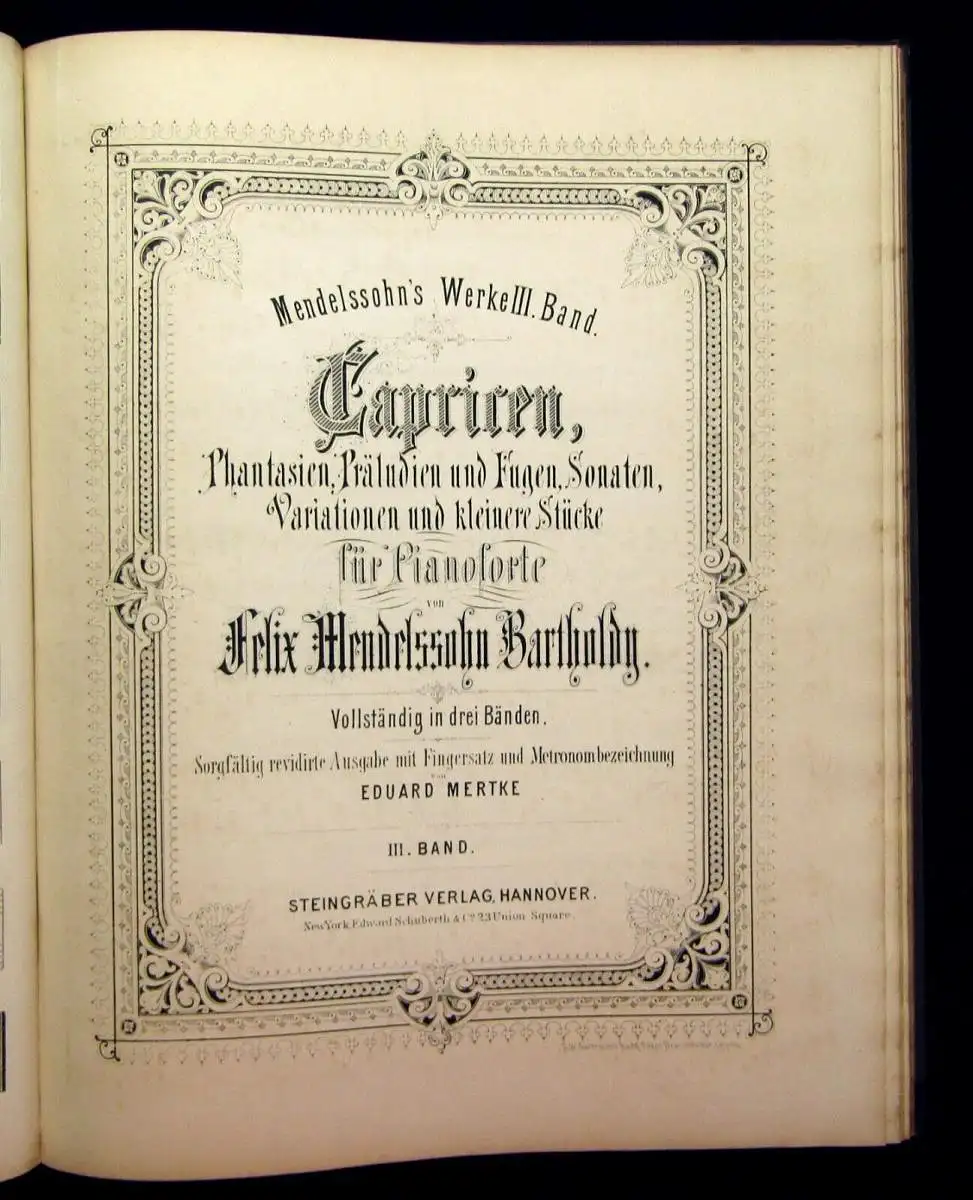 Mendelssohn's Werke III. Band.
Capricen,
Phantasien, Präludien und Fugen, Sonaten,
Variationen und kleinere Stücke
für Pianoforte
von
Felix Mendelssohn Bartholdy.
Vollständig in drei Bänden.
Sorgfältig revidirte Ausgabe mit Fingersatz und Metronombezeichnung
von
EDUARD MERTKE
III. BAND.
STEINGRÄBER VERLAG, HANNOVER.
New York, Edward Schuberth & Co. 23 Union Square.